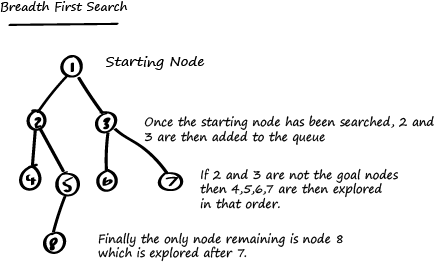 Breadth First Search
1
Starting Node
2
3
Once the starting node has been searched, 2 and
3 are then added to the queue
4
5
6
7
If 2 and 3 are not the goal nodes
then 4,5,6,7 are then explored
in that order.
8
Finally the only node remaining is node 8
which is explored after 7.